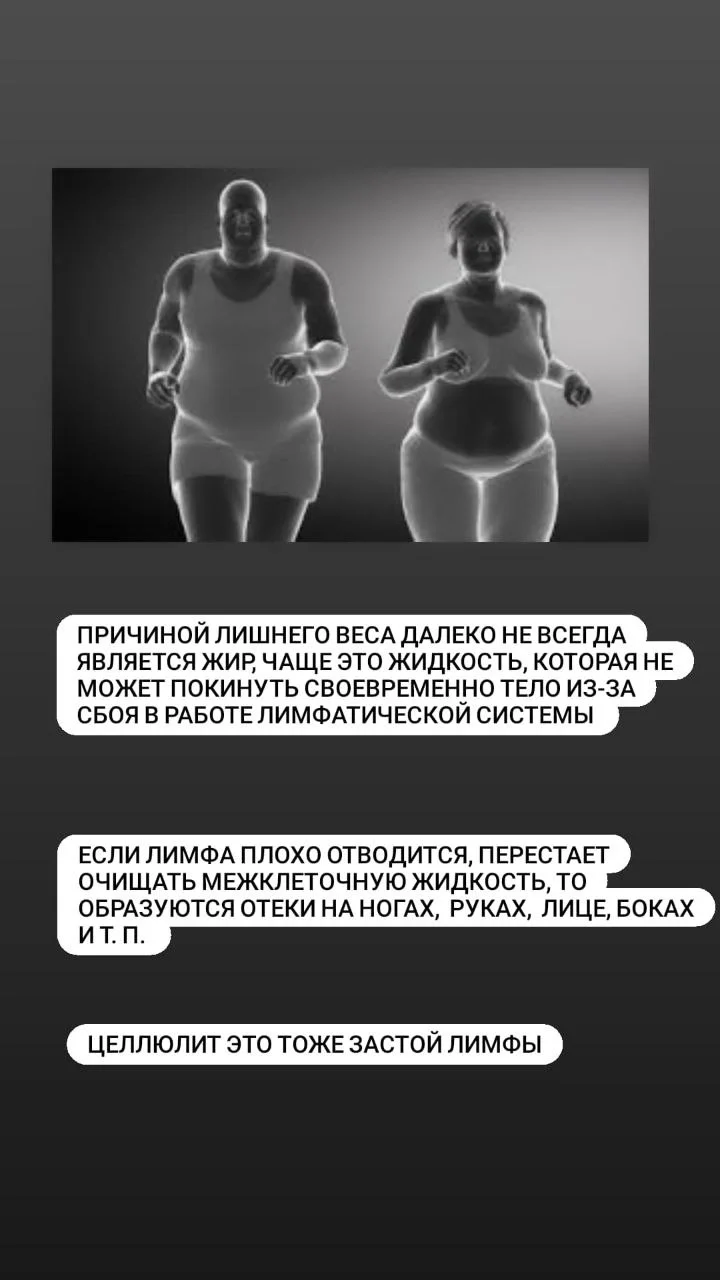 ПРИЧИНОЙ ЛИШНЕГО ВЕСА ДАЛЕКО НЕ ВСЕГДА
ЯВЛЯЕТСЯ ЖИР, ЧАЩЕ ЭТО ЖИДКОСТЬ, КОТОРАЯ НЕ
МОЖЕТ ПОКИНУТЬ СВОЕВРЕМЕННО ТЕЛО ИЗ-ЗА
СБОЯ В РАБОТЕ ЛИМФАТИЧЕСКОЙ СИСТЕМЫ
ЕСЛИ ЛИМФА ПЛОХО ОТВОДИТСЯ, ПЕРЕСТАЕТ
ОЧИЩАТЬ МЕЖКЛЕТОЧНУЮ ЖИДКОСТЬ, ТО
ОБРАЗУЮТСЯ ОТЕКИ НА НОГАХ, РУКАХ, ЛИЦЕ, БОКАХ
И Т. П.
ЦЕЛЛЮЛИТ ЭТО ТОЖЕ ЗАСТОЙ ЛИМФЫ